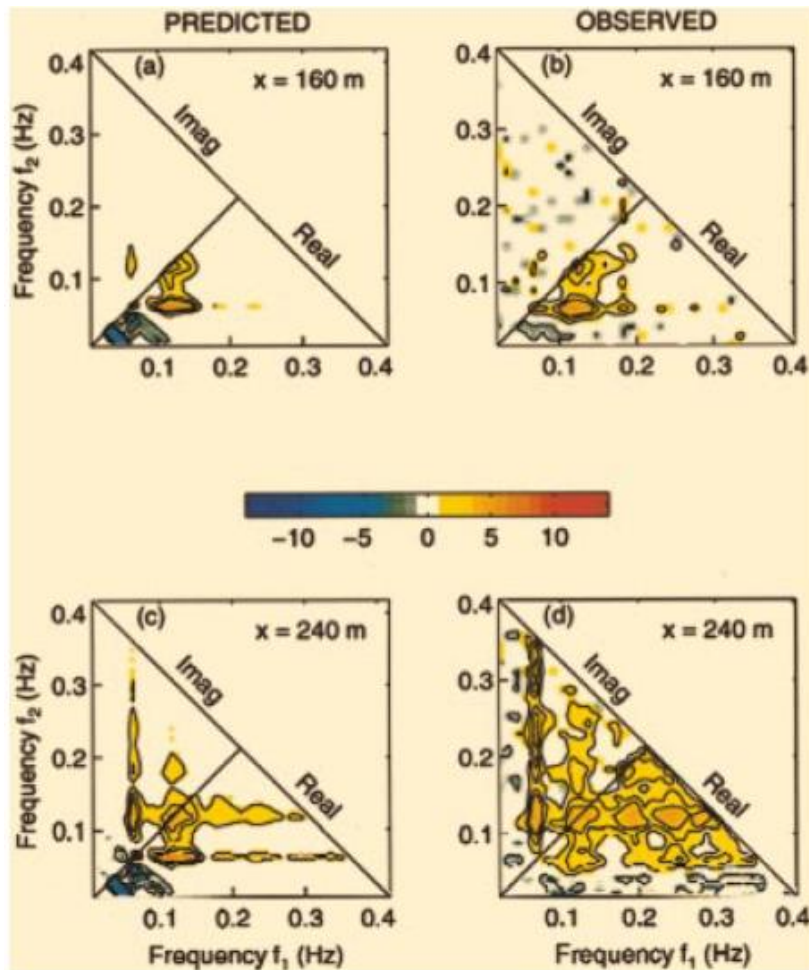 PREDICTED OBSERVED
(a) x = 160 m
(b) x = 160 m
0.4
0.3
0.2
0.1
Frequency f₂ (Hz)
Imag
Real
0.1 0.2 0.3 0.4
0.4
0.3
0.2
0.1
Imag
Real
0.1 0.2 0.3 0.4
−10 −5 0 5 10
(c) x = 240 m
(d) x = 240 m
0.4
0.3
0.2
0.1
Frequency f₂ (Hz)
Imag
Real
0.1 0.2 0.3 0.4
Frequency f₁ (Hz)
0.4
0.3
0.2
0.1
Imag
Real
0.1 0.2 0.3 0.4
Frequency f₁ (Hz)